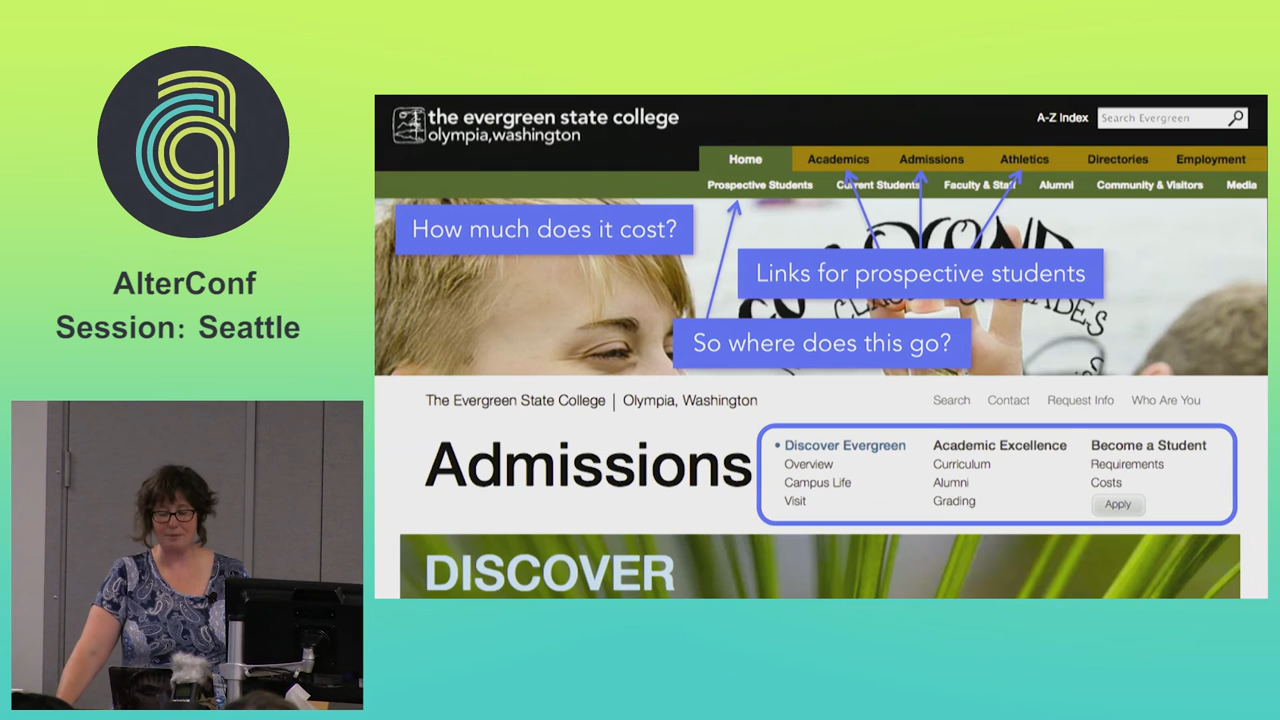 AlterConf
Session: Seattle
the evergreen state college
olympia,washington
A-Z Index
Search Evergreen
Home
Academics
Admissions
Athletics
Directories
Employment
Prospective Students
Current Students
Faculty & Staff
Alumni
Community & Visitors
Media
How much does it cost?
Links for prospective students
So where does this go?
The Evergreen State College | Olympia, Washington
Search
Contact
Request Info
Who Are You
Admissions
• Discover Evergreen
Overview
Campus Life
Visit
Academic Excellence
Curriculum
Alumni
Grading
Become a Student
Requirements
Costs
Apply
DISCOVER